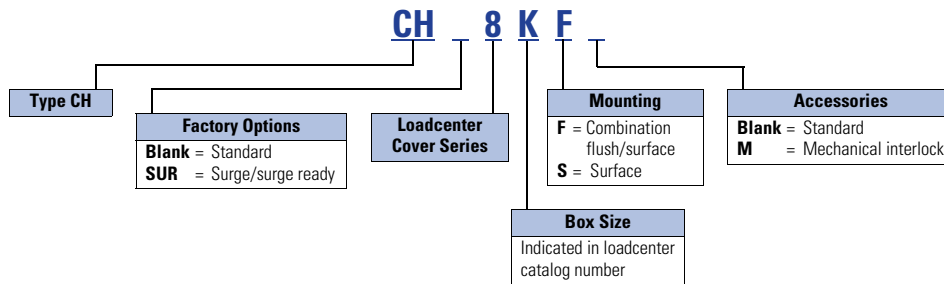 CH _ 8 K F _
Type CH
Factory Options
Blank = Standard
SUR = Surge/surge ready
Loadcenter
Cover Series
Mounting
F = Combination
flush/surface
S = Surface
Accessories
Blank = Standard
M = Mechanical interlock
Box Size
Indicated in loadcenter
catalog number